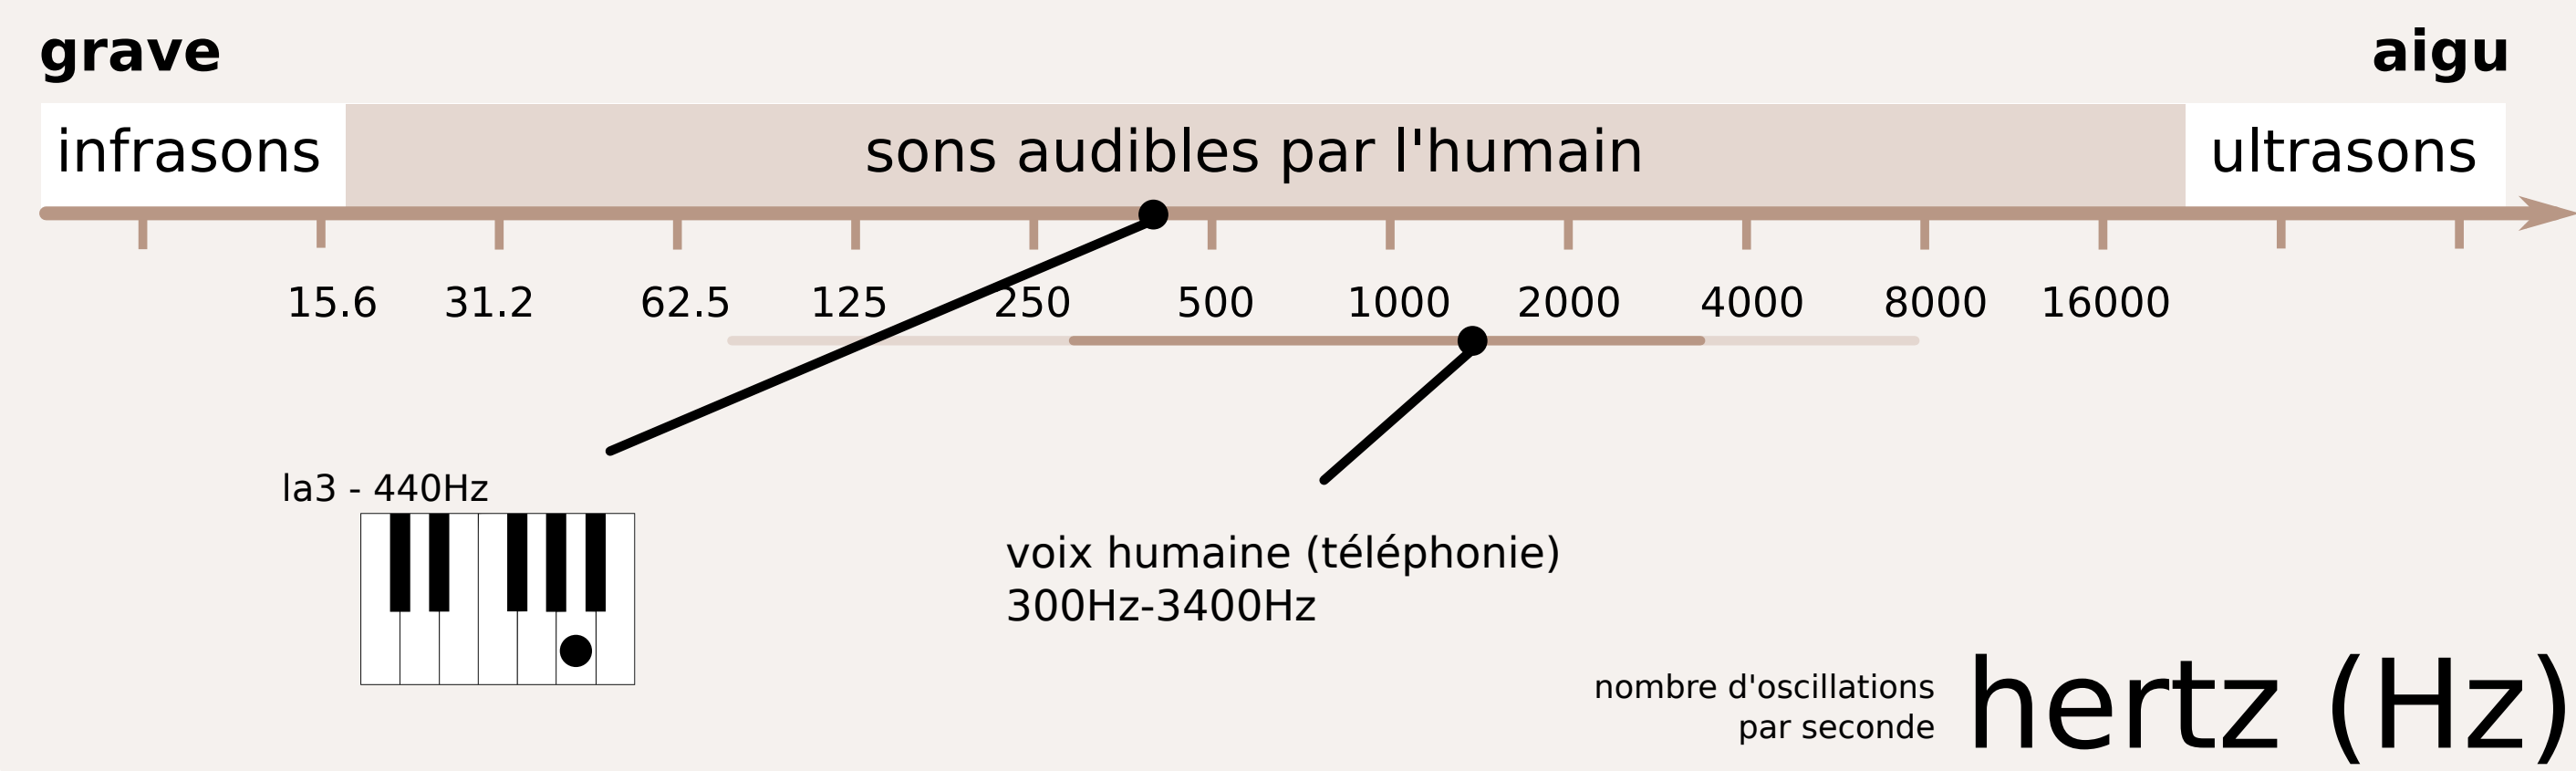 grave
aigu
infrasons
sons audibles par l'humain
ultrasons
15.6 31.2 62.5 125 250 500 1000 2000 4000 8000 16000
la3 - 440Hz
voix humaine (téléphonie)
300Hz-3400Hz
nombre d'oscillations
par seconde
hertz (Hz)